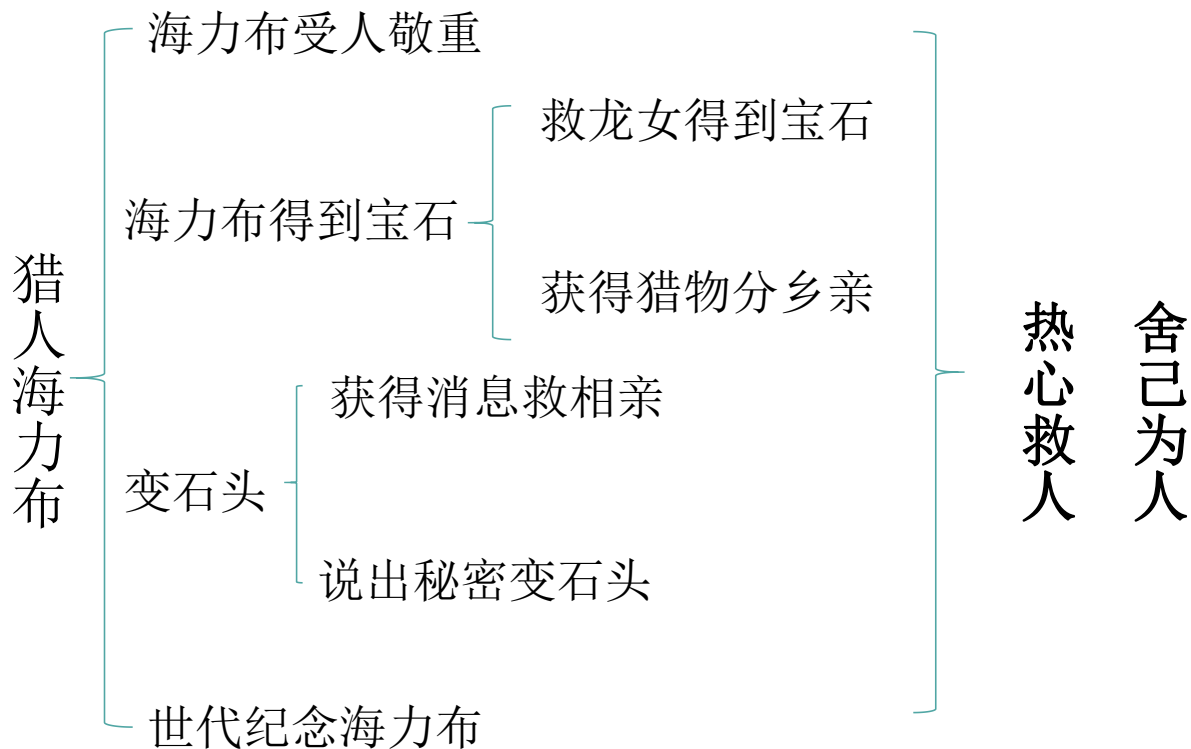 猎人海力布
海力布受人敬重
海力布得到宝石
救龙女得到宝石
获得猎物分乡亲
变石头
获得消息救相亲
说出秘密变石头
世代纪念海力布
热心救人
舍己为人